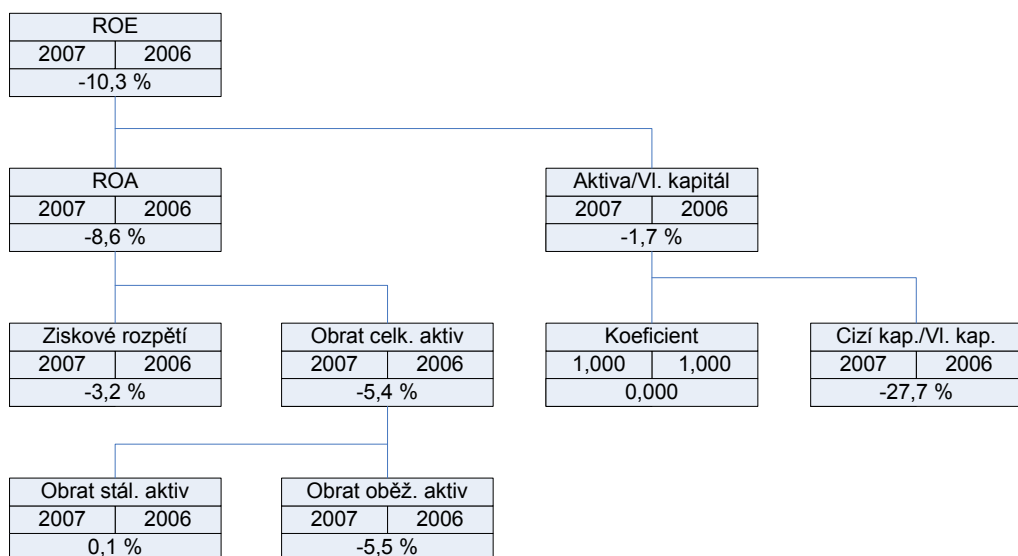 ROE
2007 2006
-10,3 %
ROA
2007 2006
-8,6 %
Aktiva/Vl. kapitál
2007 2006
-1,7 %
Ziskové rozpětí
2007 2006
-3,2 %
Obrat celk. aktiv
2007 2006
-5,4 %
Koeficient
1,000 1,000
0,000
Cizí kap./Vl. kap.
2007 2006
-27,7 %
Obrat stál. aktiv
2007 2006
0,1 %
Obrat oběž. aktiv
2007 2006
-5,5 %